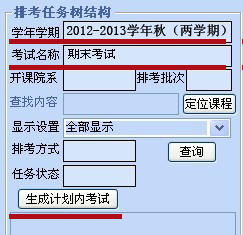 排考任务树结构
学年学期 2012-2013学年秋（两学期）
考试名称 期末考试
开课院系 排考批次
查找内容 定位课程
显示设置 全部显示
排考方式 查询
任务状态
生成计划内考试